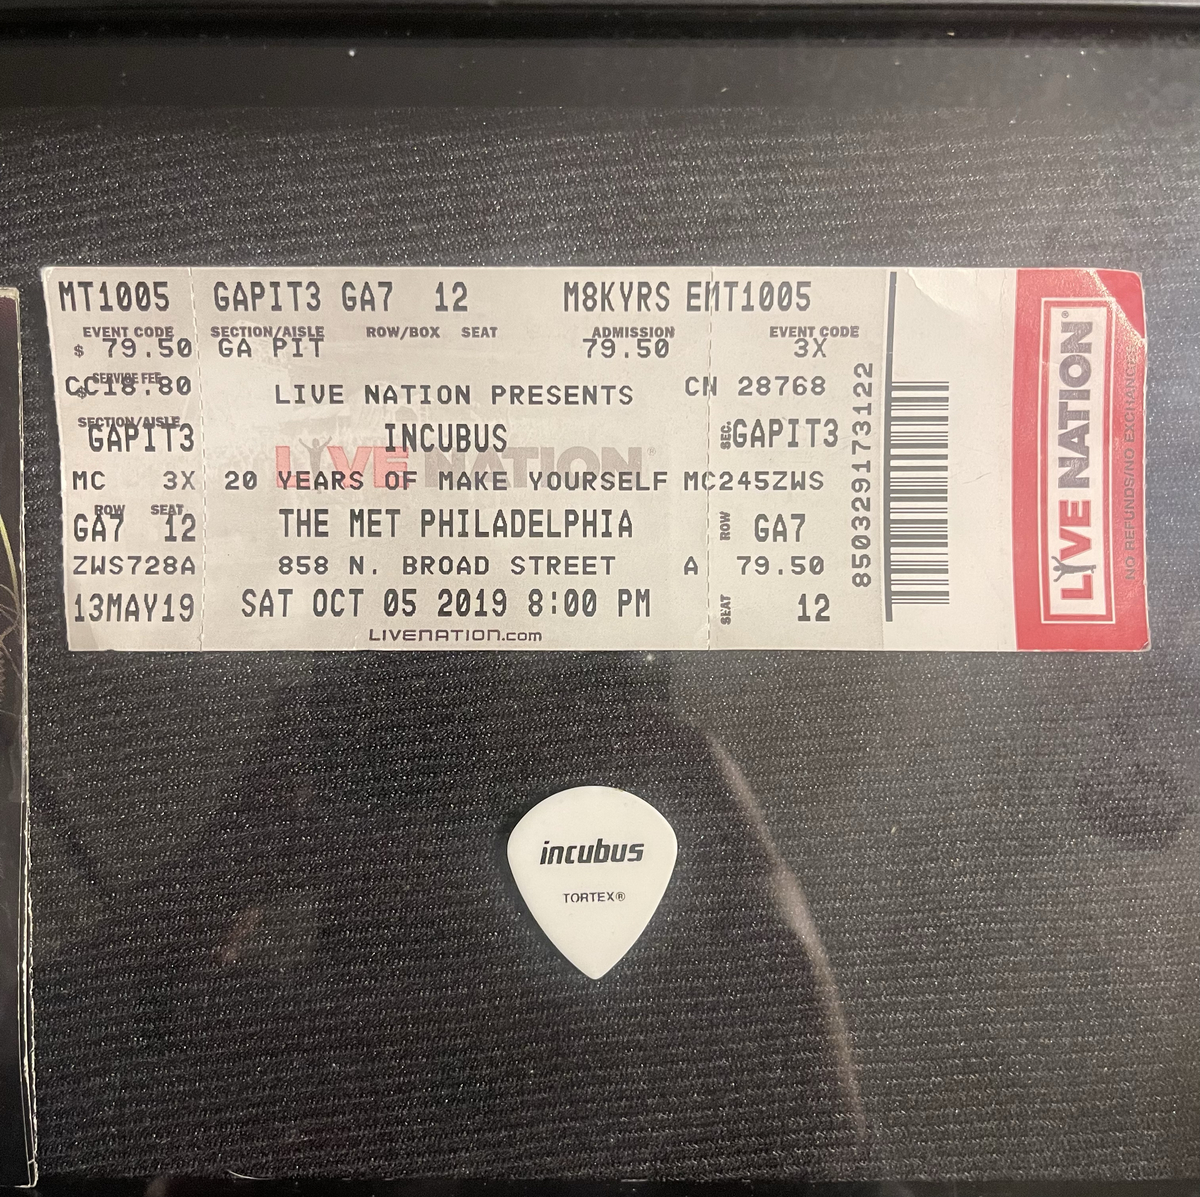 MT1005 GAPIT3 GA7 12 M8KYRS EMT1005
EVENT CODE SECTION/AISLE ROW/BOX SEAT ADMISSION EVENT CODE
$ 79.50 GA PIT 79.50 3X
SERVICE FEE
$
CC18.80 LIVE NATION PRESENTS CN 28768
SECTION/AISLE
GAPIT3 INCUBUS SEC. GAPIT3
LIVE NATION®
MC 3X 20 YEARS OF MAKE YOURSELF MC245ZWS
ROW SEAT
GA7 12 THE MET PHILADELPHIA ROW GA7
ZWS728A 858 N. BROAD STREET A 79.50
13MAY19 SAT OCT 05 2019 8:00 PM SEAT 12
LIVENATION.com
850329173122
LIVE NATION®
NO REFUNDS/NO EXCHANGE
incubus
TORTEX®